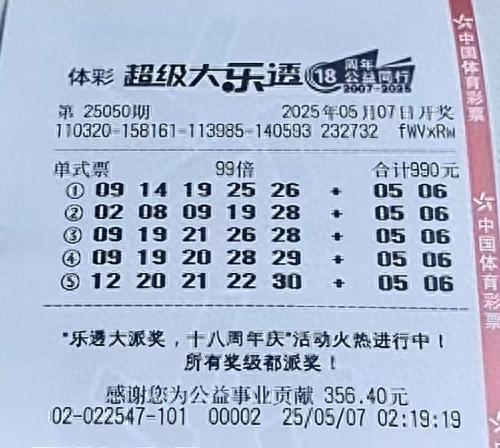 体彩 超级大乐透 18 周年 公益同行 2007-2025
第 25050期 2025年05月07日开奖
110320-158161-113985-140593 232732 fWVxRw
单式票 99倍 合计990元
① 09 14 19 25 26 + 05 06
② 02 08 09 19 28 + 05 06
③ 09 19 21 26 28 + 05 06
④ 09 19 20 28 29 + 05 06
⑤ 12 20 21 22 30 + 05 06
"乐透大派奖，十八周年庆"活动火热进行中！
所有奖级都派奖！
感谢您为公益事业贡献 356.40元
02-022547-101 00002 25/05/07 02:19:19
中国体育彩票
中国体育彩票